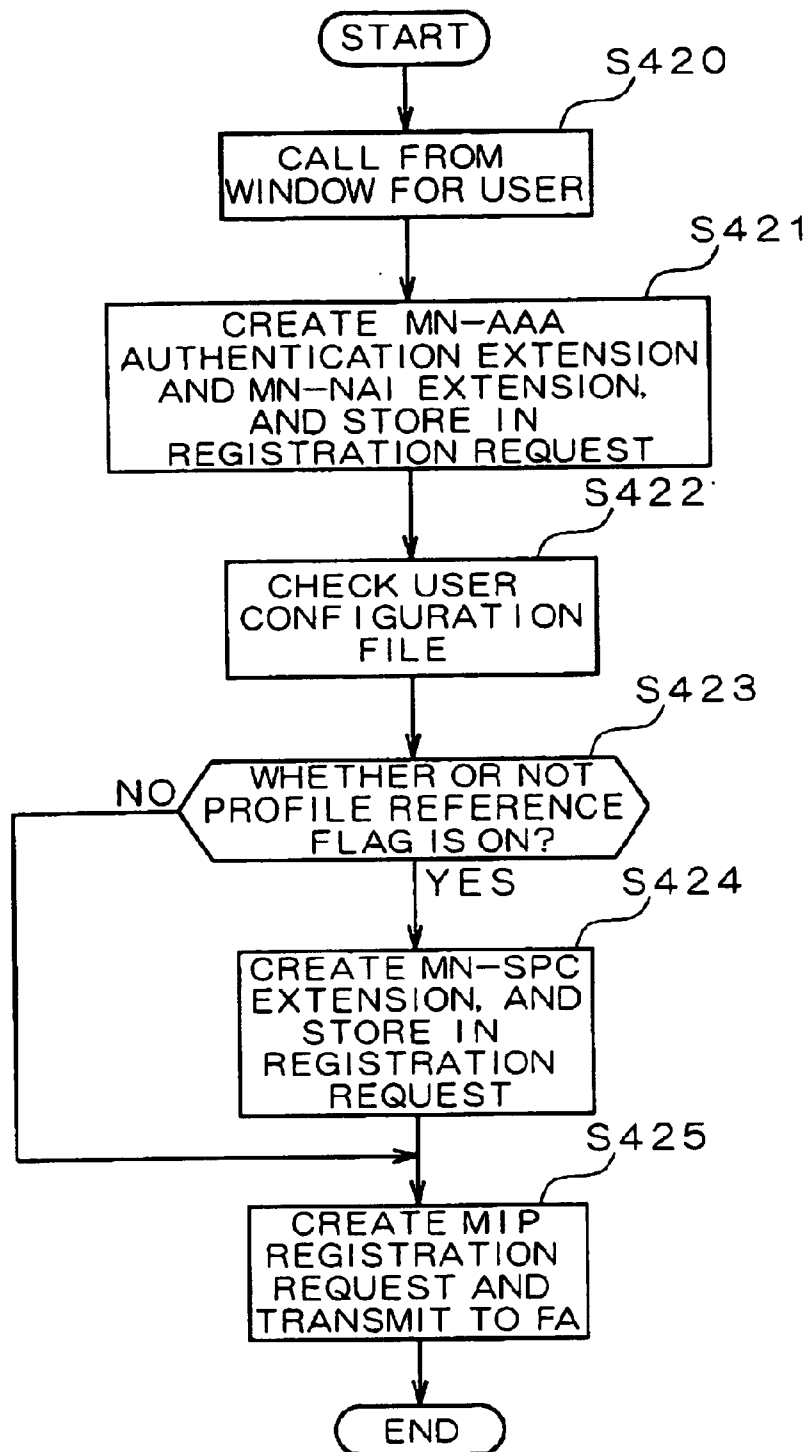 START
S420
CALL FROM
WINDOW FOR USER
S421
CREATE MN-AAA
AUTHENTICATION EXTENSION
AND MN-NAI EXTENSION,
AND STORE IN
REGISTRATION REQUEST
S422
CHECK USER
CONFIGURATION
FILE
S423
WHETHER OR NOT
PROFILE REFERENCE
FLAG IS ON?
NO
YES
S424
CREATE MN-SPC
EXTENSION, AND
STORE IN
REGISTRATION
REQUEST
S425
CREATE MIP
REGISTRATION
REQUEST AND
TRANSMIT TO FA
END